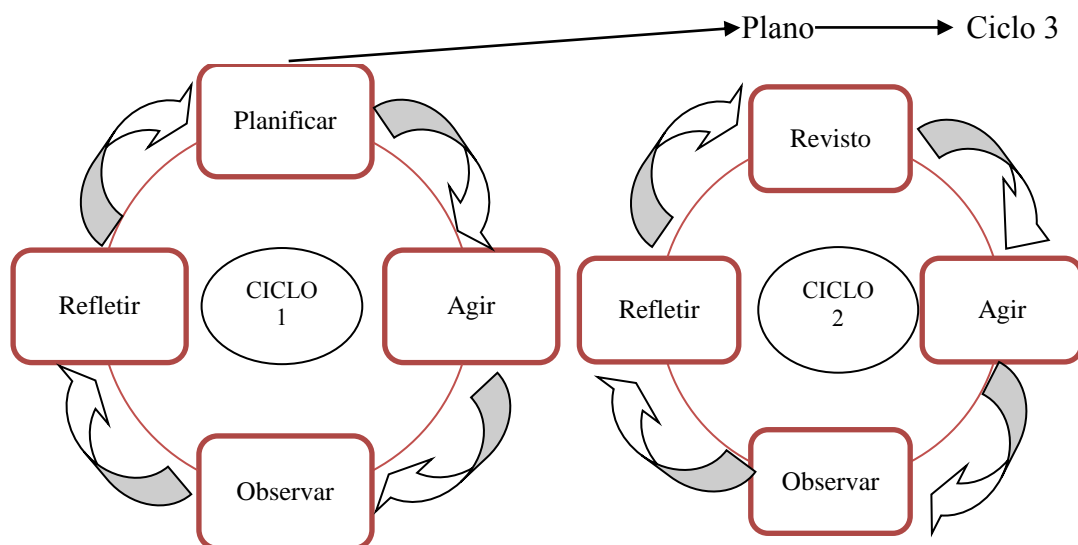 Plano
Ciclo 3
Planificar
Revisto
Refletir
CICLO
1
Agir
Refletir
CICLO
2
Agir
Observar
Observar